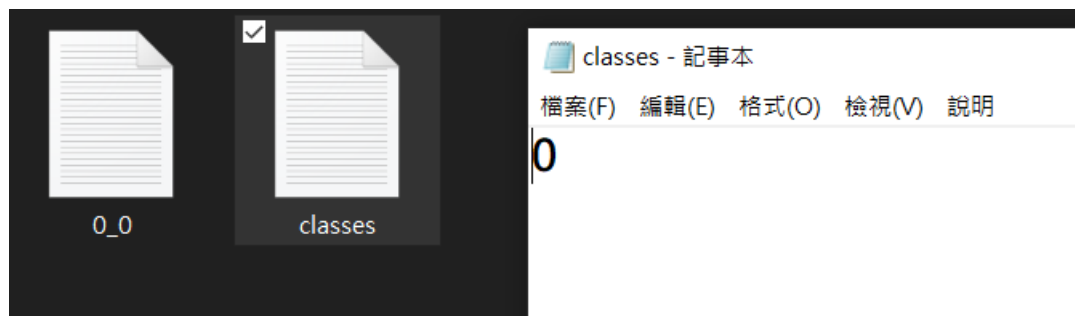 0_0
classes
classes - 記事本
檔案(F) 編輯(E) 格式(O) 檢視(V) 說明
0